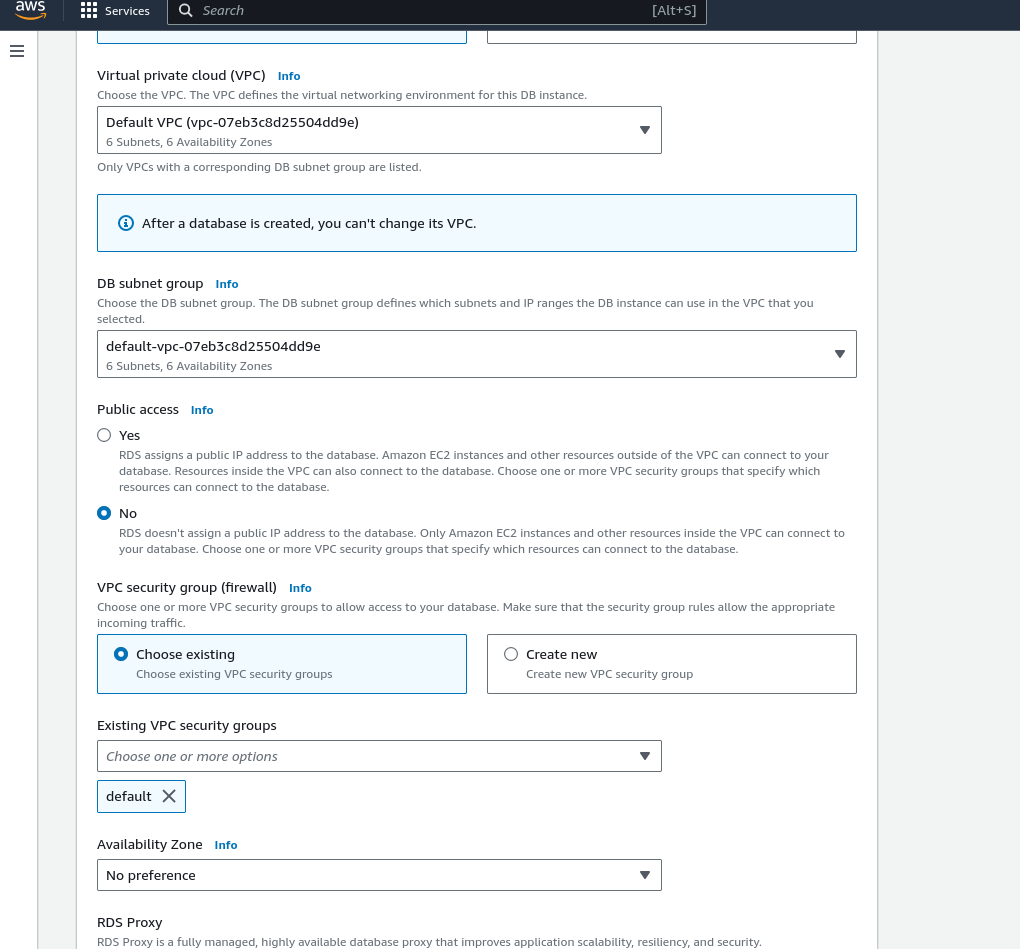 aws
Services
Search
[Alt+S]
Virtual private cloud (VPC) Info
Choose the VPC. The VPC defines the virtual networking environment for this DB instance.
Default VPC (vpc-07eb3c8d25504dd9e)
6 Subnets, 6 Availability Zones
Only VPCs with a corresponding DB subnet group are listed.
After a database is created, you can't change its VPC.
DB subnet group Info
Choose the DB subnet group. The DB subnet group defines which subnets and IP ranges the DB instance can use in the VPC that you
selected.
default-vpc-07eb3c8d25504dd9e
6 Subnets, 6 Availability Zones
Public access Info
Yes
RDS assigns a public IP address to the database. Amazon EC2 instances and other resources outside of the VPC can connect to your
database. Resources inside the VPC can also connect to the database. Choose one or more VPC security groups that specify which
resources can connect to the database.
No
RDS doesn't assign a public IP address to the database. Only Amazon EC2 instances and other resources inside the VPC can connect to
your database. Choose one or more VPC security groups that specify which resources can connect to the database.
VPC security group (firewall) Info
Choose one or more VPC security groups to allow access to your database. Make sure that the security group rules allow the appropriate
incoming traffic.
Choose existing
Choose existing VPC security groups
Create new
Create new VPC security group
Existing VPC security groups
Choose one or more options
default
Availability Zone Info
No preference
RDS Proxy
RDS Proxy is a fully managed, highly available database proxy that improves application scalability, resiliency, and security.